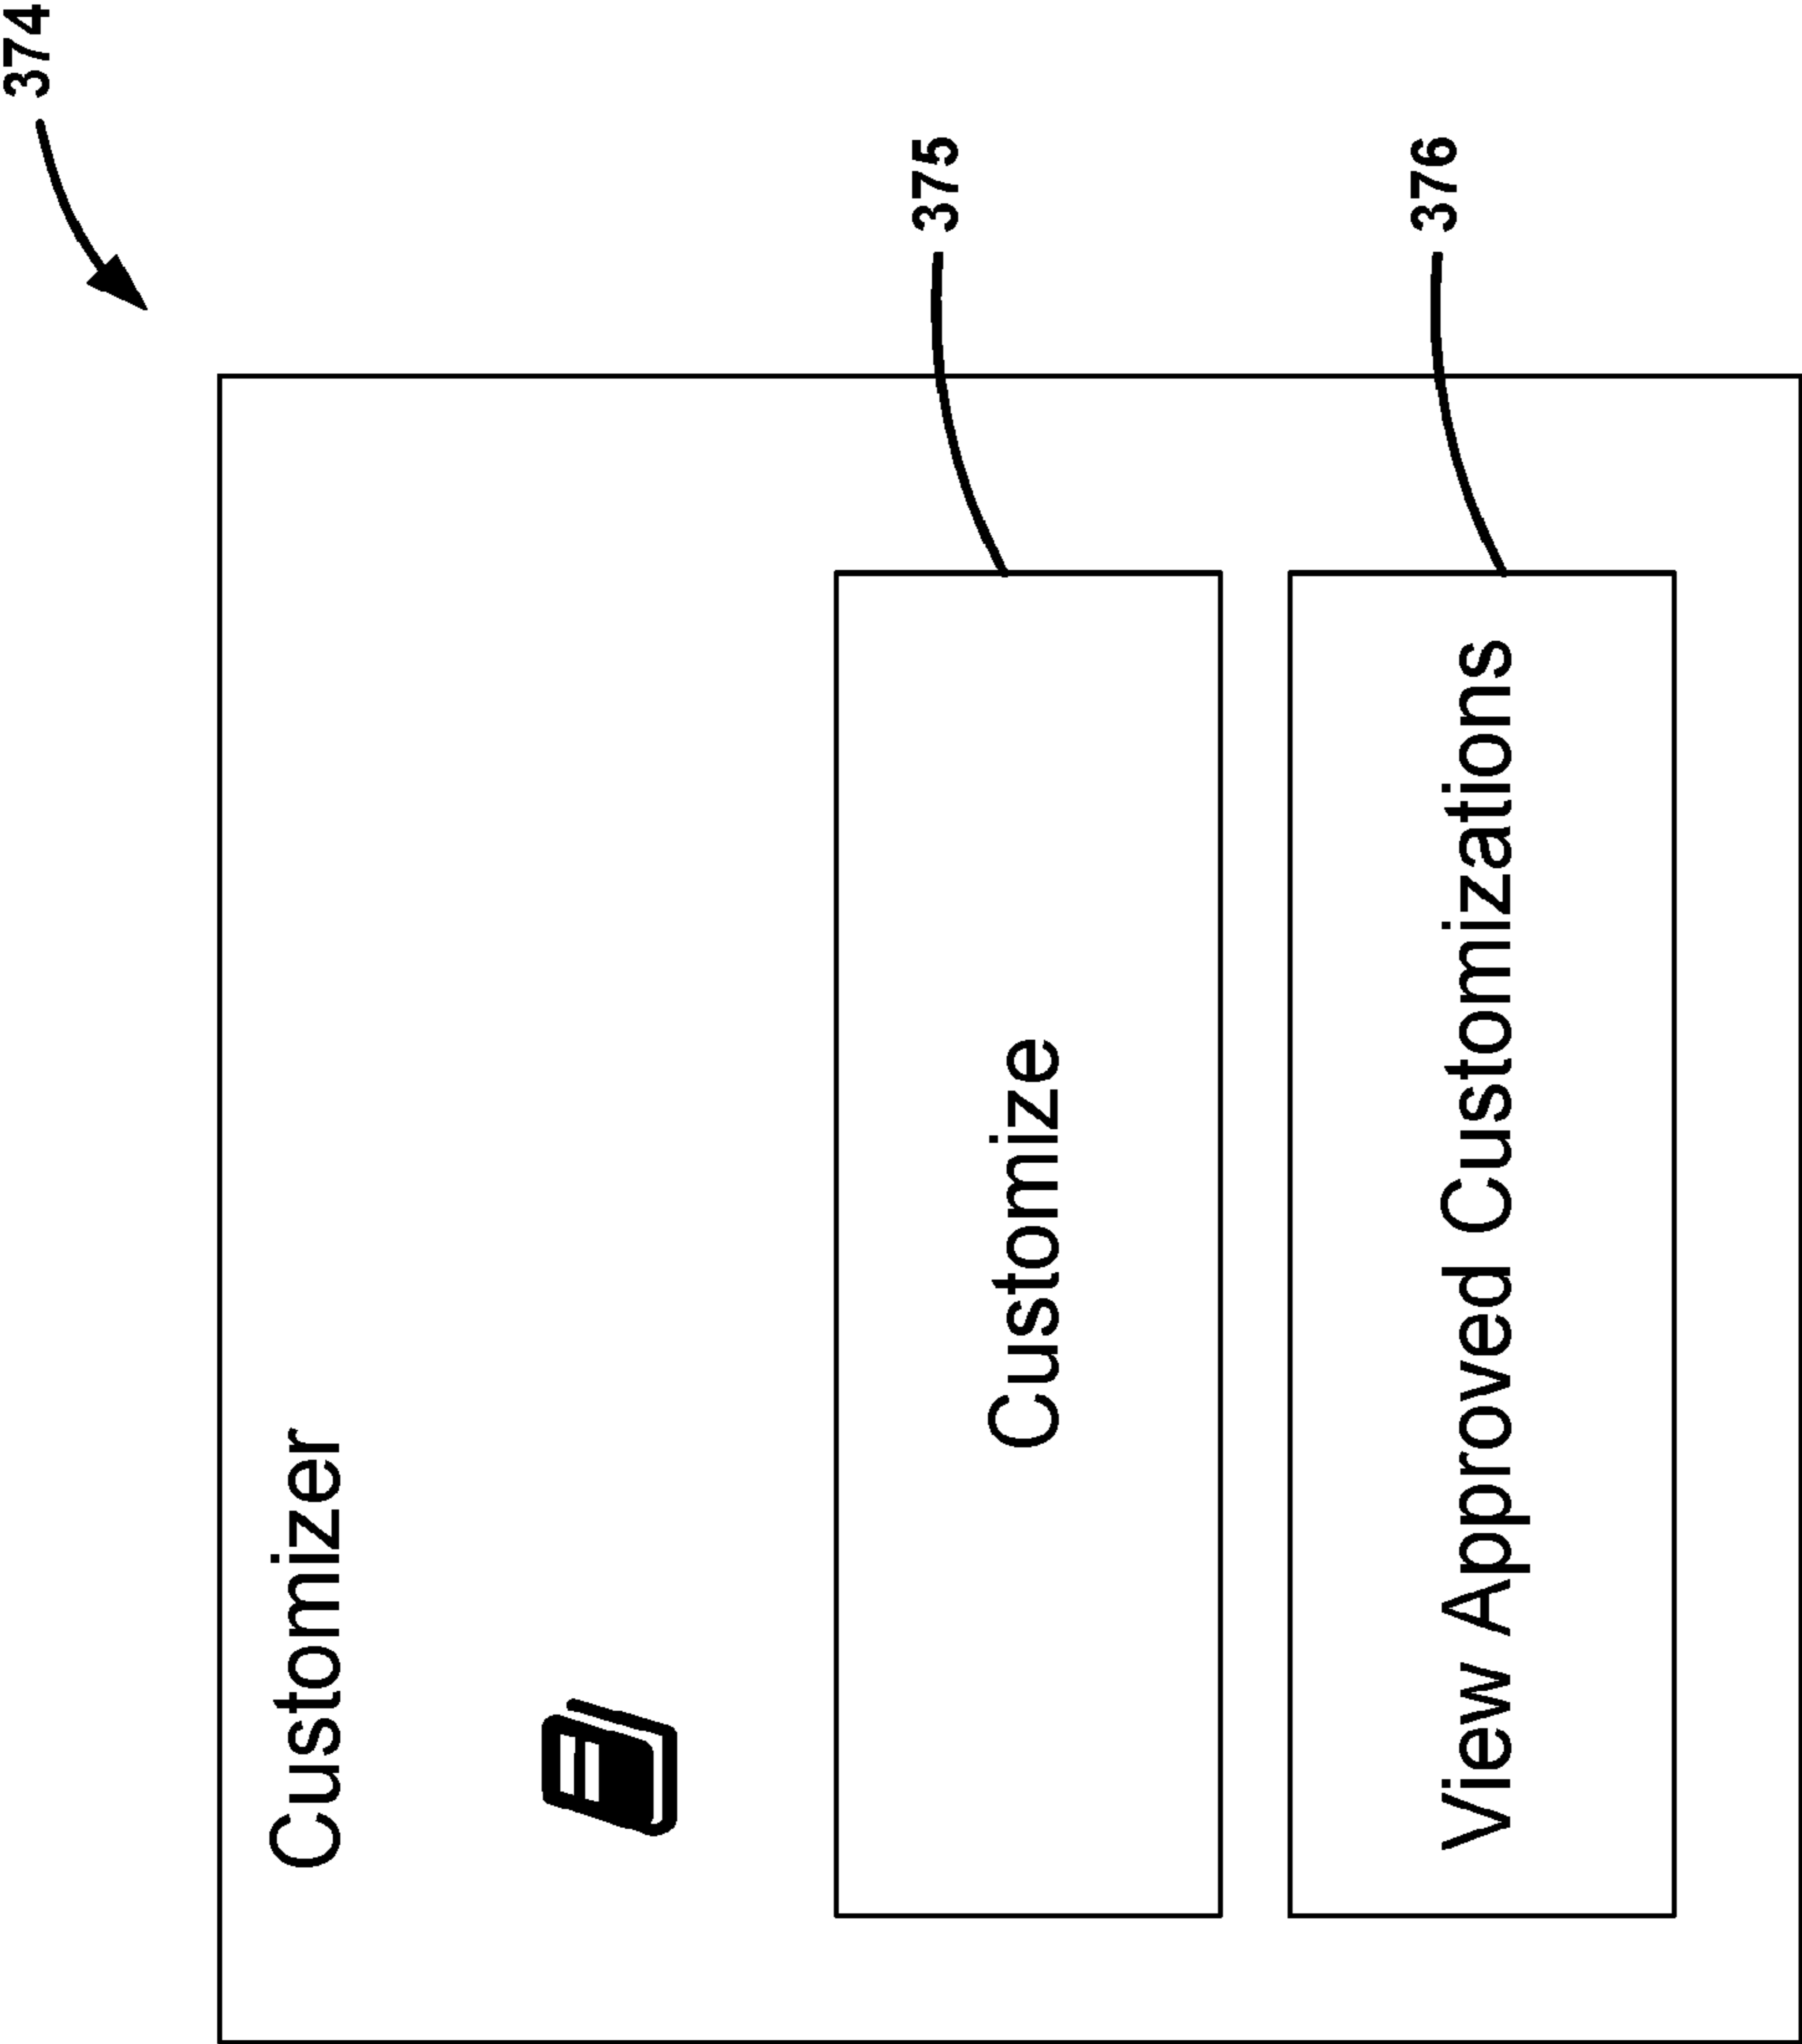 374
Customizer
Customize
375
View Approved Customizations
376